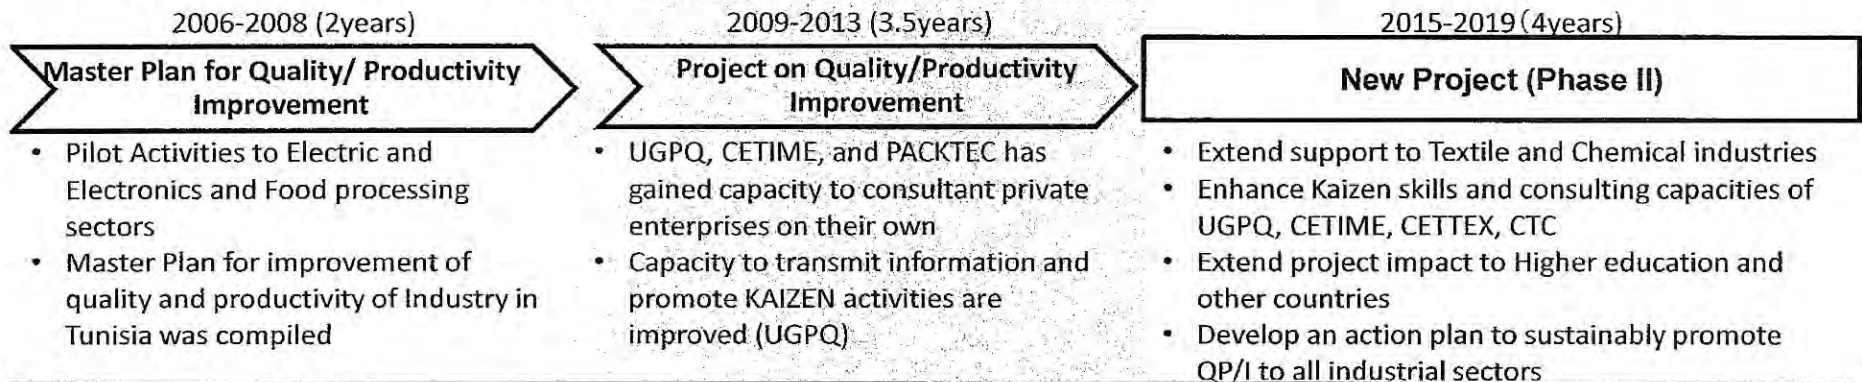 2006-2008 (2years)
Master Plan for Quality/ Productivity
Improvement
• Pilot Activities to Electric and
Electronics and Food processing
sectors
• Master Plan for improvement of
quality and productivity of Industry in
Tunisia was compiled
2009-2013 (3.5years)
Project on Quality/Productivity
Improvement
• UGPQ, CETIME, and PACKTEC has
gained capacity to consultant private
enterprises on their own
• Capacity to transmit information and
promote KAIZEN activities are
improved (UGPQ)
2015-2019(4years)
New Project (Phase II)
• Extend support to Textile and Chemical industries
• Enhance Kaizen skills and consulting capacities of
UGPQ, CETIME, CETTEX, CTC
• Extend project impact to Higher education and
other countries
• Develop an action plan to sustainably promote
QP/I to all industrial sectors